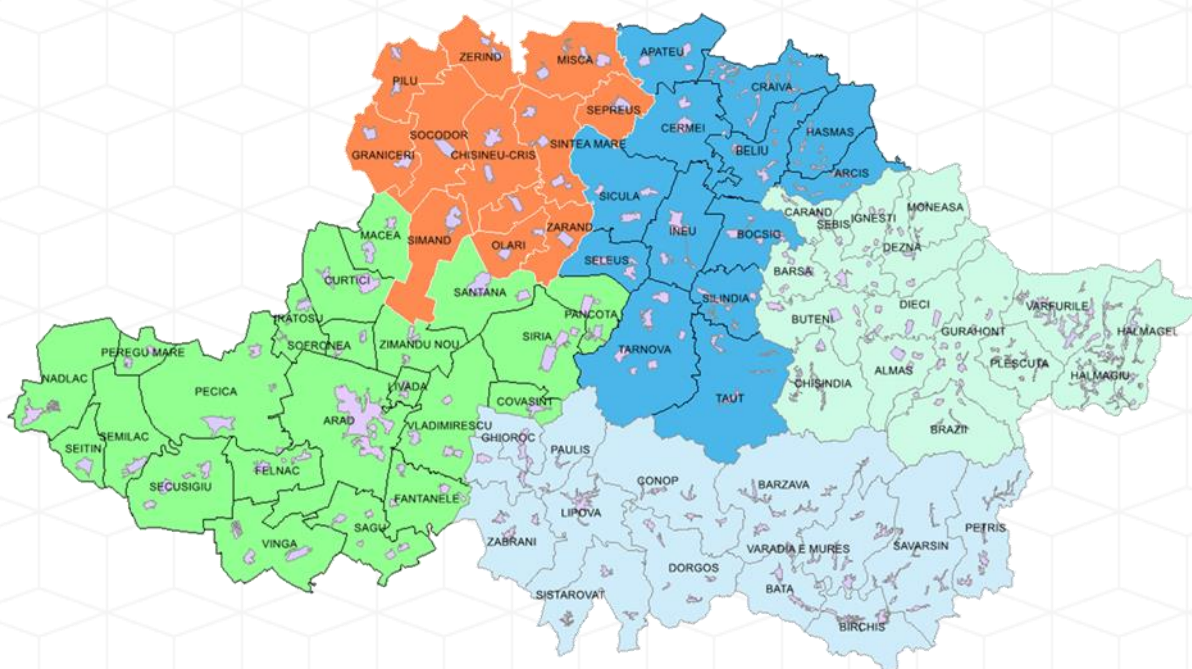 ZERIND
MISCA
APATEU
PILU
CRAIVA
SEPREUS
CERMEI
HASMAS
SOCODOR
GRANICERI
CHISINEU-CRIS
SINTEA MARE
BELIU
ARCIS
SICULA
CARAND
SEBIS
IGNESTI
MONEASA
MACEA
SIMAND
OLARI
ZARAND
INEU
BOCSIG
DEZNA
SELEUS
BARSA
CURTICI
SANTANA
SILINDIA
DIECI
VARFURILE
IRATOSU
PANCOTA
BUTENI
GURAHONT
HALMAGEL
SOFRONEA
ZIMANDU NOU
SIRIA
TARNOVA
PEREGU MARE
NADLAC
PECICA
LIVADA
CHISINDIA
ALMAS
PLESCUTA
HALMAGIU
COVASINT
TAUT
ARAD
VLADIMIRESCU
BRAZII
SEITIN
SEMILAC
GHIOROC
PAULIS
SECUSIGIU
FELNAC
FANTANELE
CONOP
BARZAVA
LIPOVA
VINGA
SAGU
ZABRANI
VARADIA E MURES
SAVARSIN
PETRIS
DORGOS
BATA
SISTAROVAT
BIRCHIS